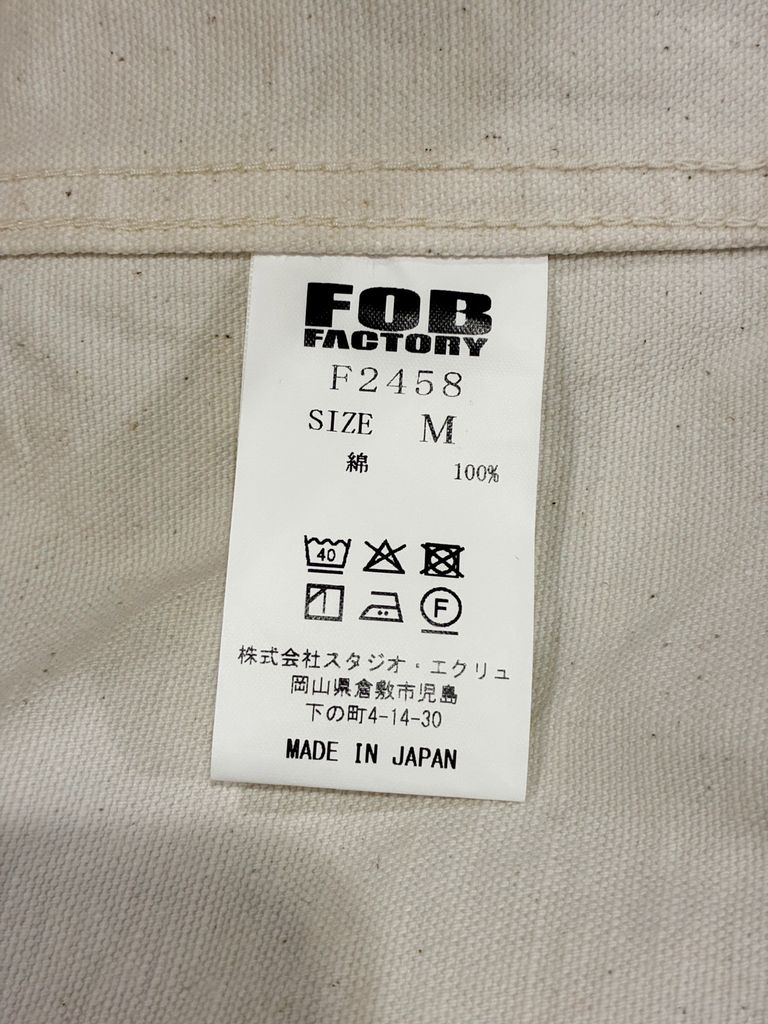 FOB
FACTORY
F2458
SIZE M
綿 100%
40
F
株式会社スタジオ・エクリュ
岡山県倉敷市児島
下の町4-14-30
MADE IN JAPAN